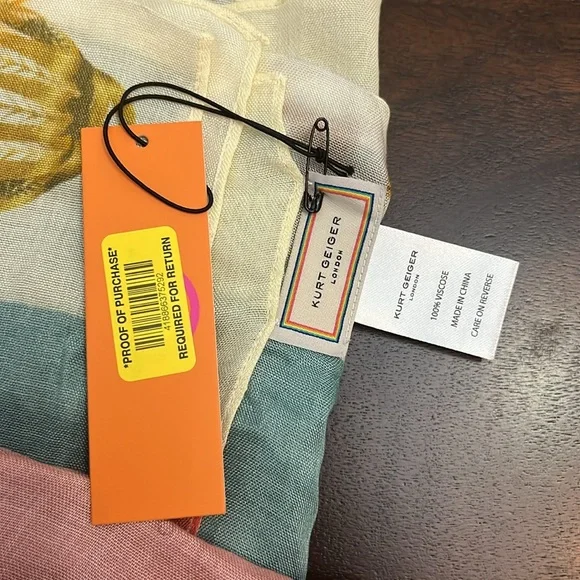 *PROOF OF PURCHASE*
418866375292
REQUIRED FOR RETURN
KURT GEIGER
LONDON
KURT GEIGER
LONDON
100% VISCOSE
MADE IN CHINA
CARE ON REVERSE